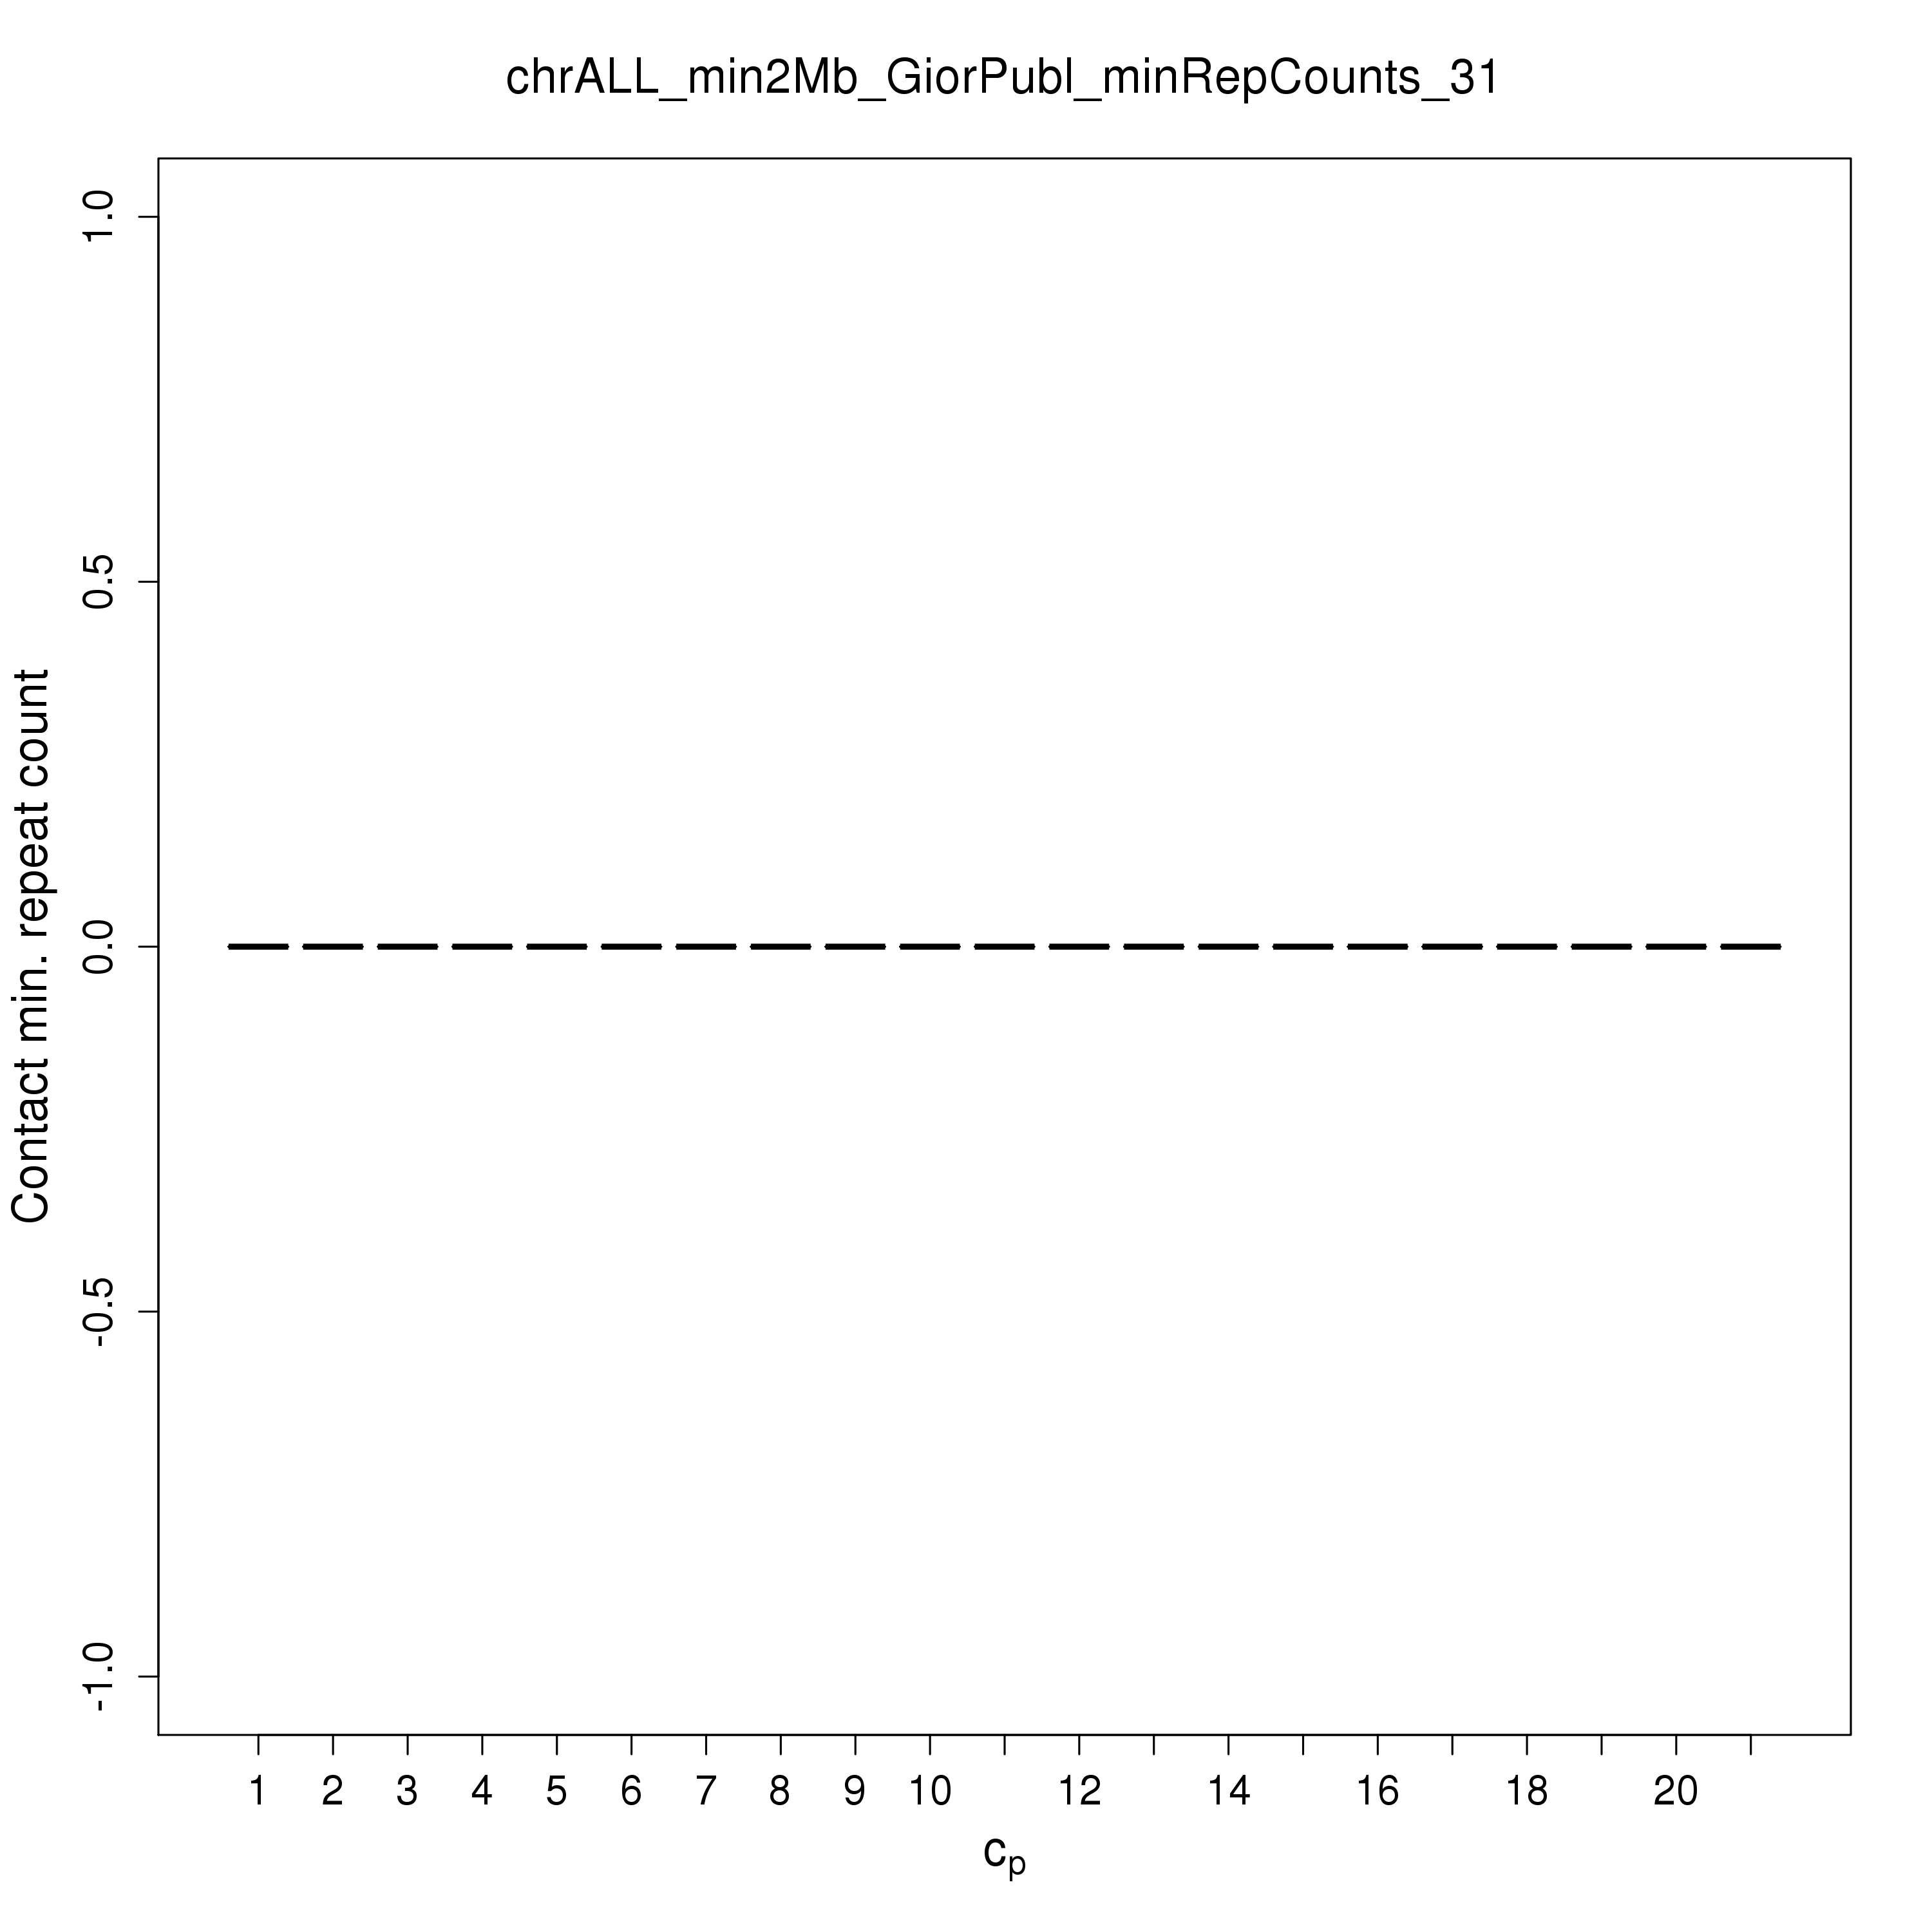 chrALL_min2Mb_GiorPubl_minRepCounts_31
Contact min. repeat count
1.0
0.5
0.0
-0.5
-1.0
1 2 3 4 5 6 7 8 9 10 12 14 16 18 20
cp